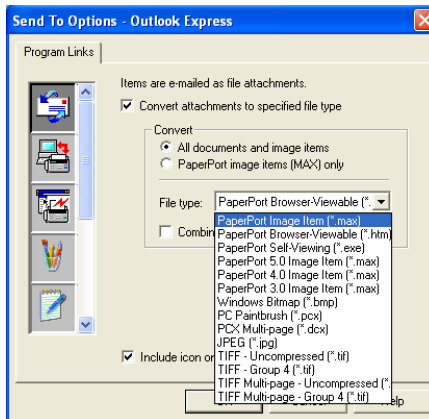 Send To Options - Outlook Express
Program Links
Items are e-mailed as file attachments.
Convert attachments to specified file type
Convert
All documents and image items
PaperPort image items (MAX) only
File type: PaperPort Browser-Viewable (*.
PaperPort Image Item (*.max)
PaperPort Browser-Viewable (*.htm)
PaperPort Self-Viewing (*.exe)
Combin
PaperPort 5.0 Image Item (*.max)
PaperPort 4.0 Image Item (*.max)
PaperPort 3.0 Image Item (*.max)
Windows Bitmap (*.bmp)
PC Paintbrush (*.pcx)
PCX Multi-page (*.dcx)
JPEG (*.jpg)
TIFF - Uncompressed (*.tif)
Include icon or
TIFF - Group 4 (*.tif)
TIFF Multi-page - Uncompressed (*.
TIFF Multi-page - Group 4 (*.tif)
Help